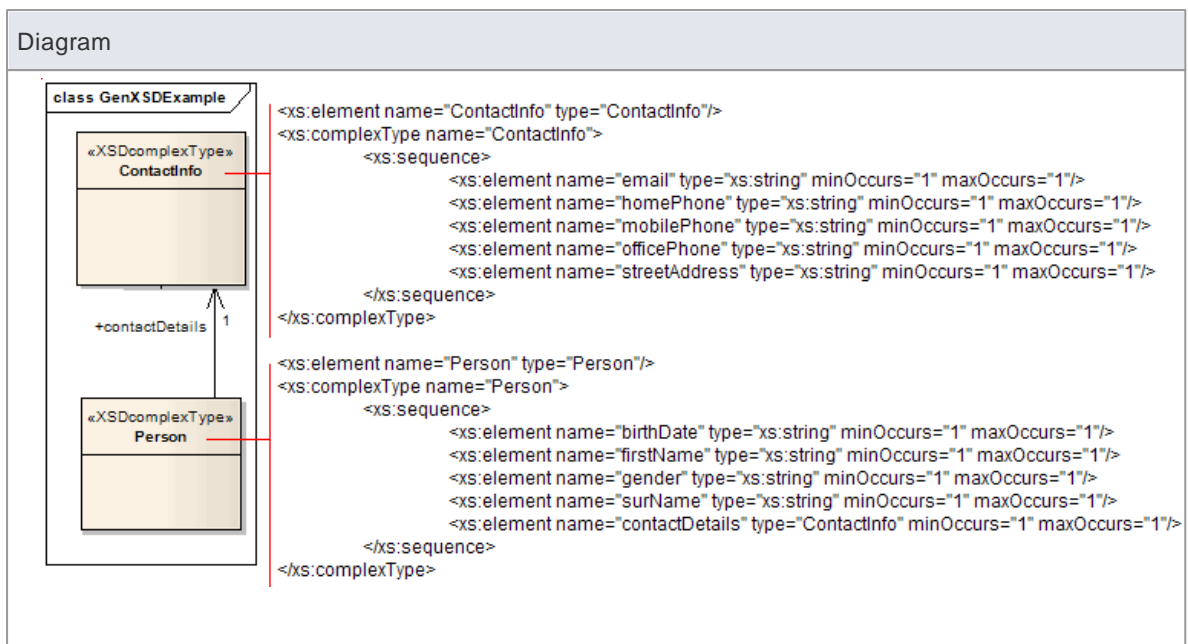 Diagram
class GenXSDExample
«XSDcomplexType»
ContactInfo
+contactDetails 1
«XSDcomplexType»
Person
<xs:element name="ContactInfo" type="ContactInfo"/>
<xs:complexType name="ContactInfo">
<xs:sequence>
<xs:element name="email" type="xs:string" minOccurs="1" maxOccurs="1"/>
<xs:element name="homePhone" type="xs:string" minOccurs="1" maxOccurs="1"/>
<xs:element name="mobilePhone" type="xs:string" minOccurs="1" maxOccurs="1"/>
<xs:element name="officePhone" type="xs:string" minOccurs="1" maxOccurs="1"/>
<xs:element name="streetAddress" type="xs:string" minOccurs="1" maxOccurs="1"/>
</xs:sequence>
</xs:complexType>
<xs:element name="Person" type="Person"/>
<xs:complexType name="Person">
<xs:sequence>
<xs:element name="birthDate" type="xs:string" minOccurs="1" maxOccurs="1"/>
<xs:element name="firstName" type="xs:string" minOccurs="1" maxOccurs="1"/>
<xs:element name="gender" type="xs:string" minOccurs="1" maxOccurs="1"/>
<xs:element name="surName" type="xs:string" minOccurs="1" maxOccurs="1"/>
<xs:element name="contactDetails" type="ContactInfo" minOccurs="1" maxOccurs="1"/>
</xs:sequence>
</xs:complexType>